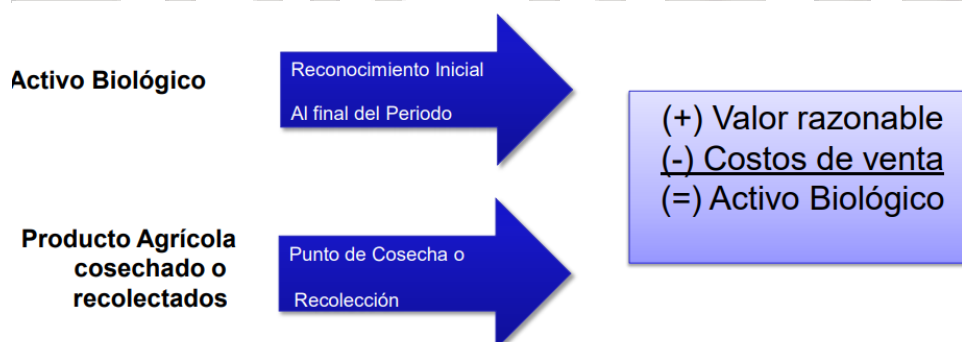 Activo Biológico
Reconocimiento Inicial
Al final del Periodo
(+) Valor razonable
(-) Costos de venta
(=) Activo Biológico
Producto Agrícola
cosechado o
recolectados
Punto de Cosecha o
Recolección